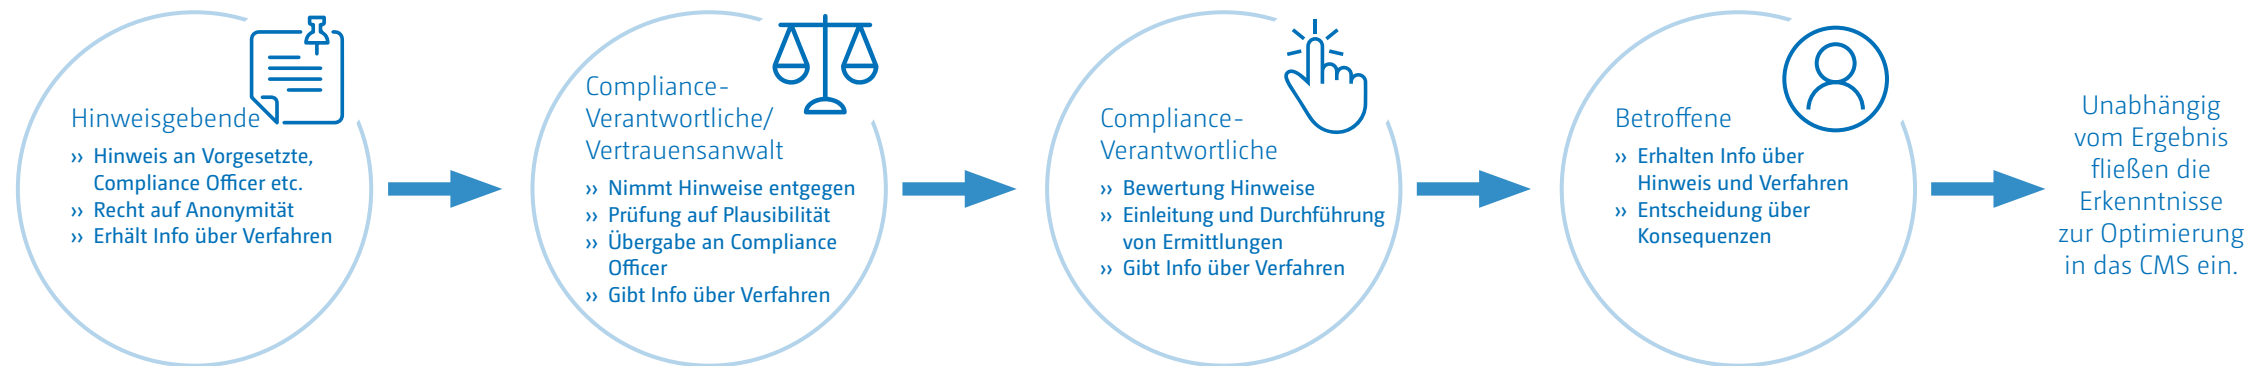 Hinweisgebende
›› Hinweis an Vorgesetzte,
Compliance Officer etc.
›› Recht auf Anonymität
›› Erhält Info über Verfahren
Compliance-
Verantwortliche/
Vertrauensanwalt
›› Nimmt Hinweise entgegen
›› Prüfung auf Plausibilität
›› Übergabe an Compliance
Officer
›› Gibt Info über Verfahren
Compliance-
Verantwortliche
›› Bewertung Hinweise
›› Einleitung und Durchführung
von Ermittlungen
›› Gibt Info über Verfahren
Betroffene
›› Erhalten Info über
Hinweis und Verfahren
›› Entscheidung über
Konsequenzen
Unabhängig
vom Ergebnis
fließen die
Erkenntnisse
zur Optimierung
in das CMS ein.